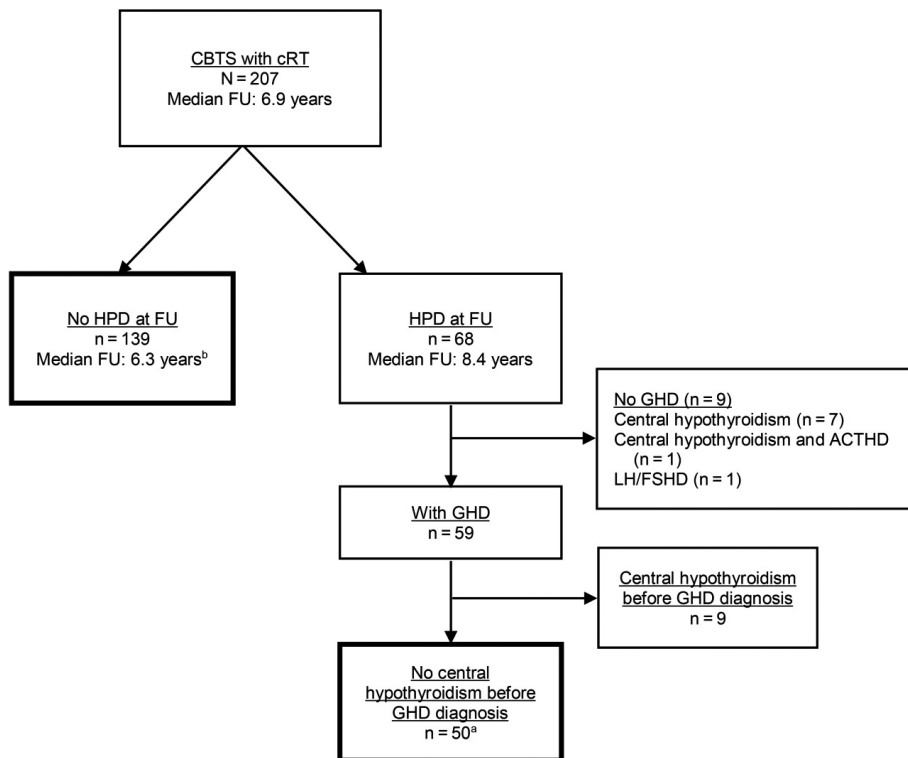 CBTS with cRT
N = 207
Median FU: 6.9 years
No HPD at FU
n = 139
Median FU: 6.3 yearsᵇ
HPD at FU
n = 68
Median FU: 8.4 years
No GHD (n = 9)
Central hypothyroidism (n = 7)
Central hypothyroidism and ACTHD
(n = 1)
LH/FSHD (n = 1)
With GHD
n = 59
Central hypothyroidism
before GHD diagnosis
n = 9
No central
hypothyroidism before
GHD diagnosis
n = 50ᵃ